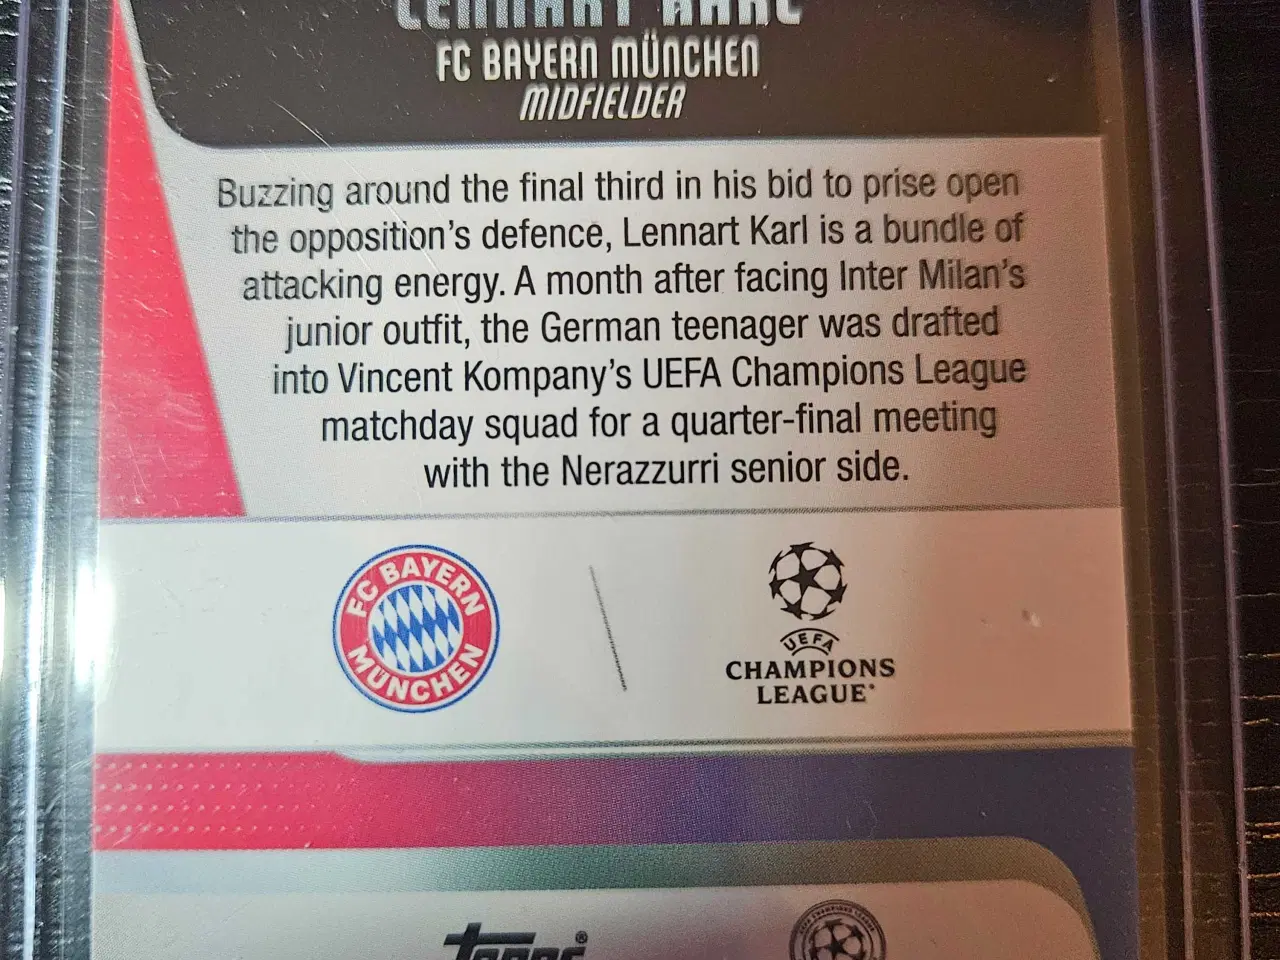 LENNART KARL
FC BAYERN MÜNCHEN
MIDFIELDER
Buzzing around the final third in his bid to prise open
the opposition's defence, Lennart Karl is a bundle of
attacking energy. A month after facing Inter Milan's
junior outfit, the German teenager was drafted
into Vincent Kompany's UEFA Champions League
matchday squad for a quarter-final meeting
with the Nerazzurri senior side.
FC BAYERN
MÜNCHEN
UEFA
CHAMPIONS
LEAGUE
Topps®